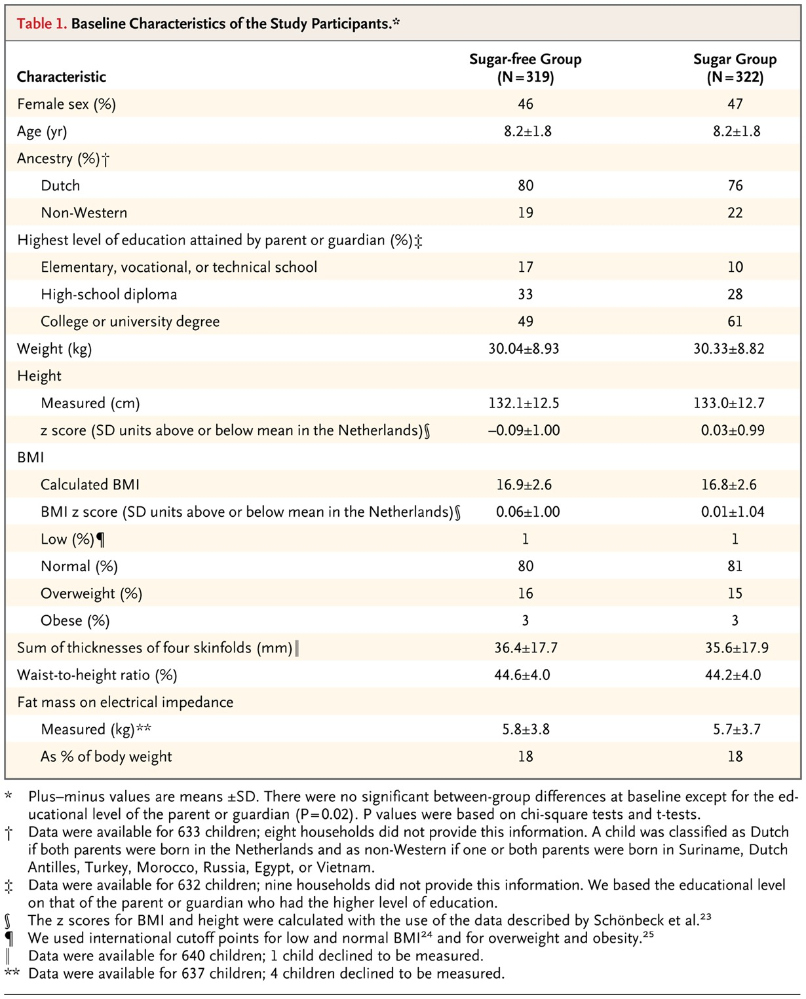 Table 1. Baseline Characteristics of the Study Participants.*
Characteristic Sugar-free Group (N=319) Sugar Group (N=322)
Female sex (%) 46 47
Age (yr) 8.2±1.8 8.2±1.8
Ancestry (%)†
Dutch 80 76
Non-Western 19 22
Highest level of education attained by parent or guardian (%)‡
Elementary, vocational, or technical school 17 10
High-school diploma 33 28
College or university degree 49 61
Weight (kg) 30.04±8.93 30.33±8.82
Height
Measured (cm) 132.1±12.5 133.0±12.7
z score (SD units above or below mean in the Netherlands)§ –0.09±1.00 0.03±0.99
BMI
Calculated BMI 16.9±2.6 16.8±2.6
BMI z score (SD units above or below mean in the Netherlands)§ 0.06±1.00 0.01±1.04
Low (%)¶ 1 1
Normal (%) 80 81
Overweight (%) 16 15
Obese (%) 3 3
Sum of thicknesses of four skinfolds (mm)‖ 36.4±17.7 35.6±17.9
Waist-to-height ratio (%) 44.6±4.0 44.2±4.0
Fat mass on electrical impedance
Measured (kg)** 5.8±3.8 5.7±3.7
As % of body weight 18 18
* Plus–minus values are means ±SD. There were no significant between-group differences at baseline except for the ed-
ucational level of the parent or guardian (P=0.02). P values were based on chi-square tests and t-tests.
† Data were available for 633 children; eight households did not provide this information. A child was classified as Dutch
if both parents were born in the Netherlands and as non-Western if one or both parents were born in Suriname, Dutch
Antilles, Turkey, Morocco, Russia, Egypt, or Vietnam.
‡ Data were available for 632 children; nine households did not provide this information. We based the educational level
on that of the parent or guardian who had the higher level of education.
§ The z scores for BMI and height were calculated with the use of the data described by Schönbeck et al.²³
¶ We used international cutoff points for low and normal BMI²⁴ and for overweight and obesity.²⁵
‖ Data were available for 640 children; 1 child declined to be measured.
** Data were available for 637 children; 4 children declined to be measured.